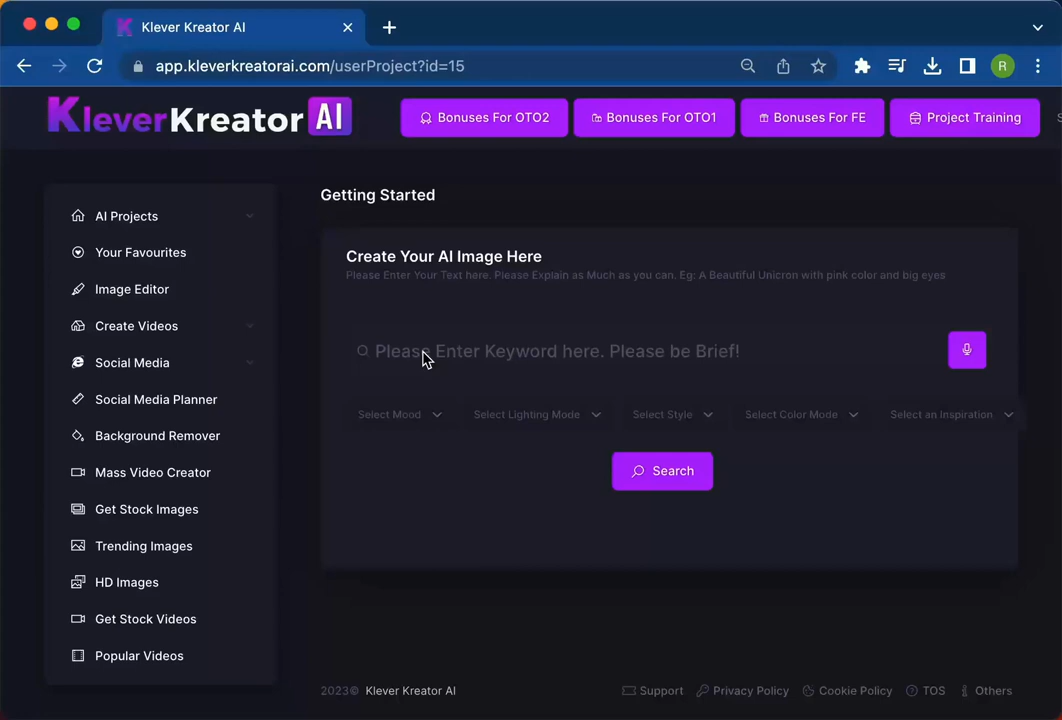 Klever Kreator AI
app.kleverkreatorai.com/userProject?id=15
R
KleverKreator AI
Bonuses For OTO2
Bonuses For OTO1
Bonuses For FE
Project Training
AI Projects
Your Favourites
Image Editor
Create Videos
Social Media
Social Media Planner
Background Remover
Mass Video Creator
Get Stock Images
Trending Images
HD Images
Get Stock Videos
Popular Videos
Getting Started
Create Your AI Image Here
Please Enter Your Text here. Please Explain as Much as you can. Eg: A Beautiful Unicron with pink color and big eyes
Please Enter Keyword here. Please be Brief!
Select Mood
Select Lighting Mode
Select Style
Select Color Mode
Select an Inspiration
Search
2023© Klever Kreator AI
Support
Privacy Policy
Cookie Policy
TOS
Others